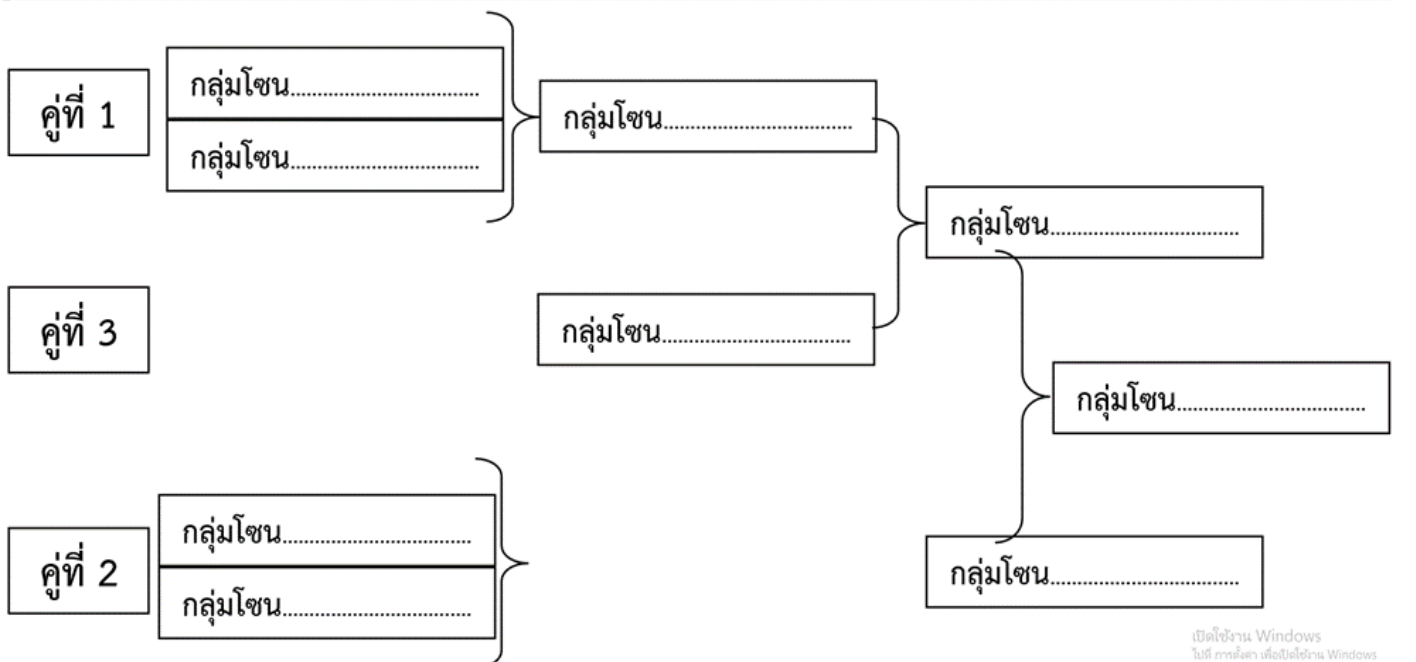 คู่ที่ 1
กลุ่มโซน...................................
กลุ่มโซน...................................
กลุ่มโซน...................................
กลุ่มโซน...................................
คู่ที่ 3
กลุ่มโซน...................................
กลุ่มโซน...................................
คู่ที่ 2
กลุ่มโซน...................................
กลุ่มโซน...................................
กลุ่มโซน...................................
เปิดใช้งาน Windows
ไปที่ การตั้งค่า เพื่อเปิดใช้งาน Windows